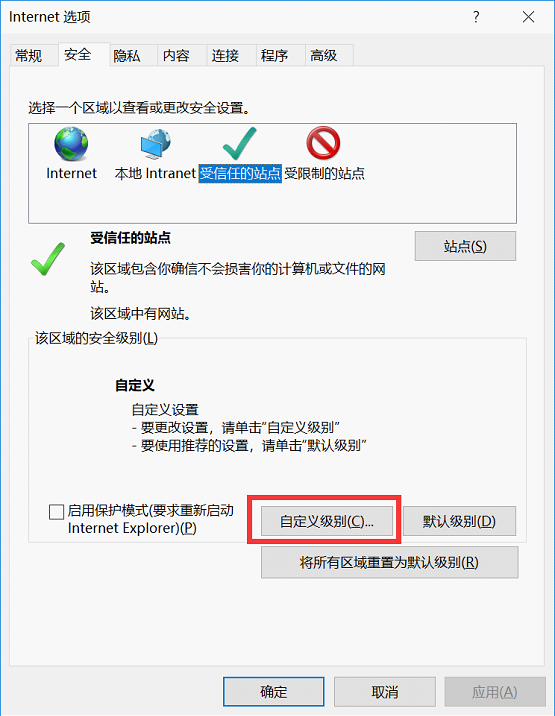 Internet 选项
?
常规 安全 隐私 内容 连接 程序 高级
选择一个区域以查看或更改安全设置。
Internet 本地 Intranet 受信任的站点 受限制的站点
受信任的站点
站点(S)
该区域包含你确信不会损害你的计算机或文件的网
站。
该区域中有网站。
该区域的安全级别(L)
自定义
自定义设置
- 要更改设置，请单击"自定义级别"
- 要使用推荐的设置，请单击"默认级别"
启用保护模式(要求重新启动
Internet Explorer)(P)
自定义级别(C)... 默认级别(D)
将所有区域重置为默认级别(R)
确定 取消 应用(A)